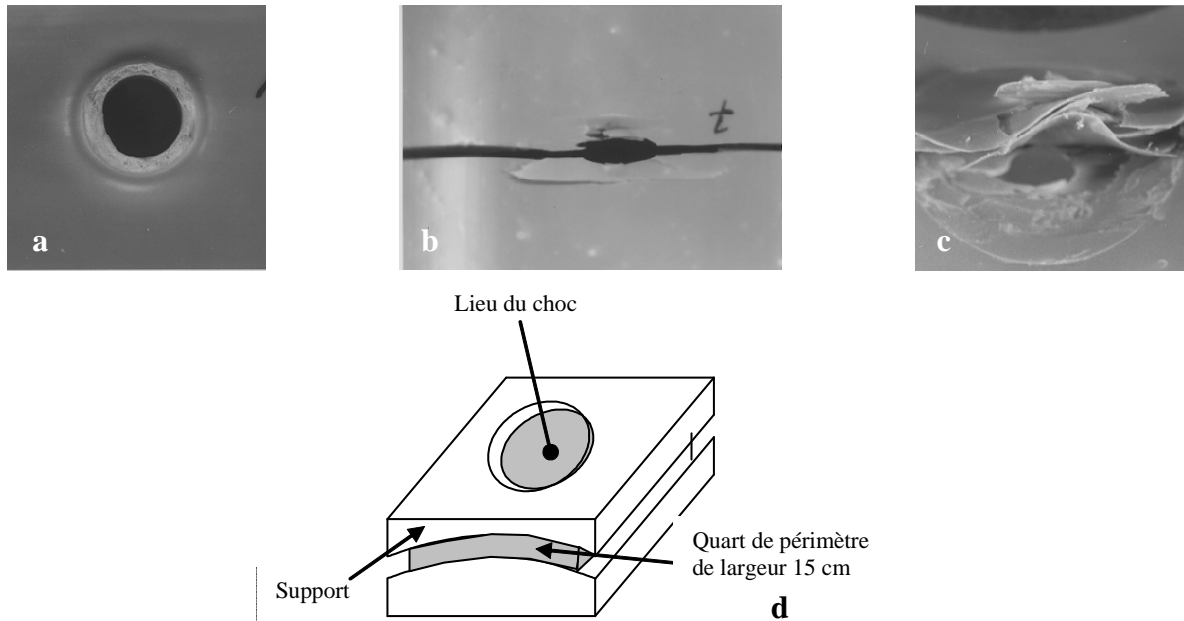 a
b
c
Lieu du choc
Support
Quart de périmètre
de largeur 15 cm
d